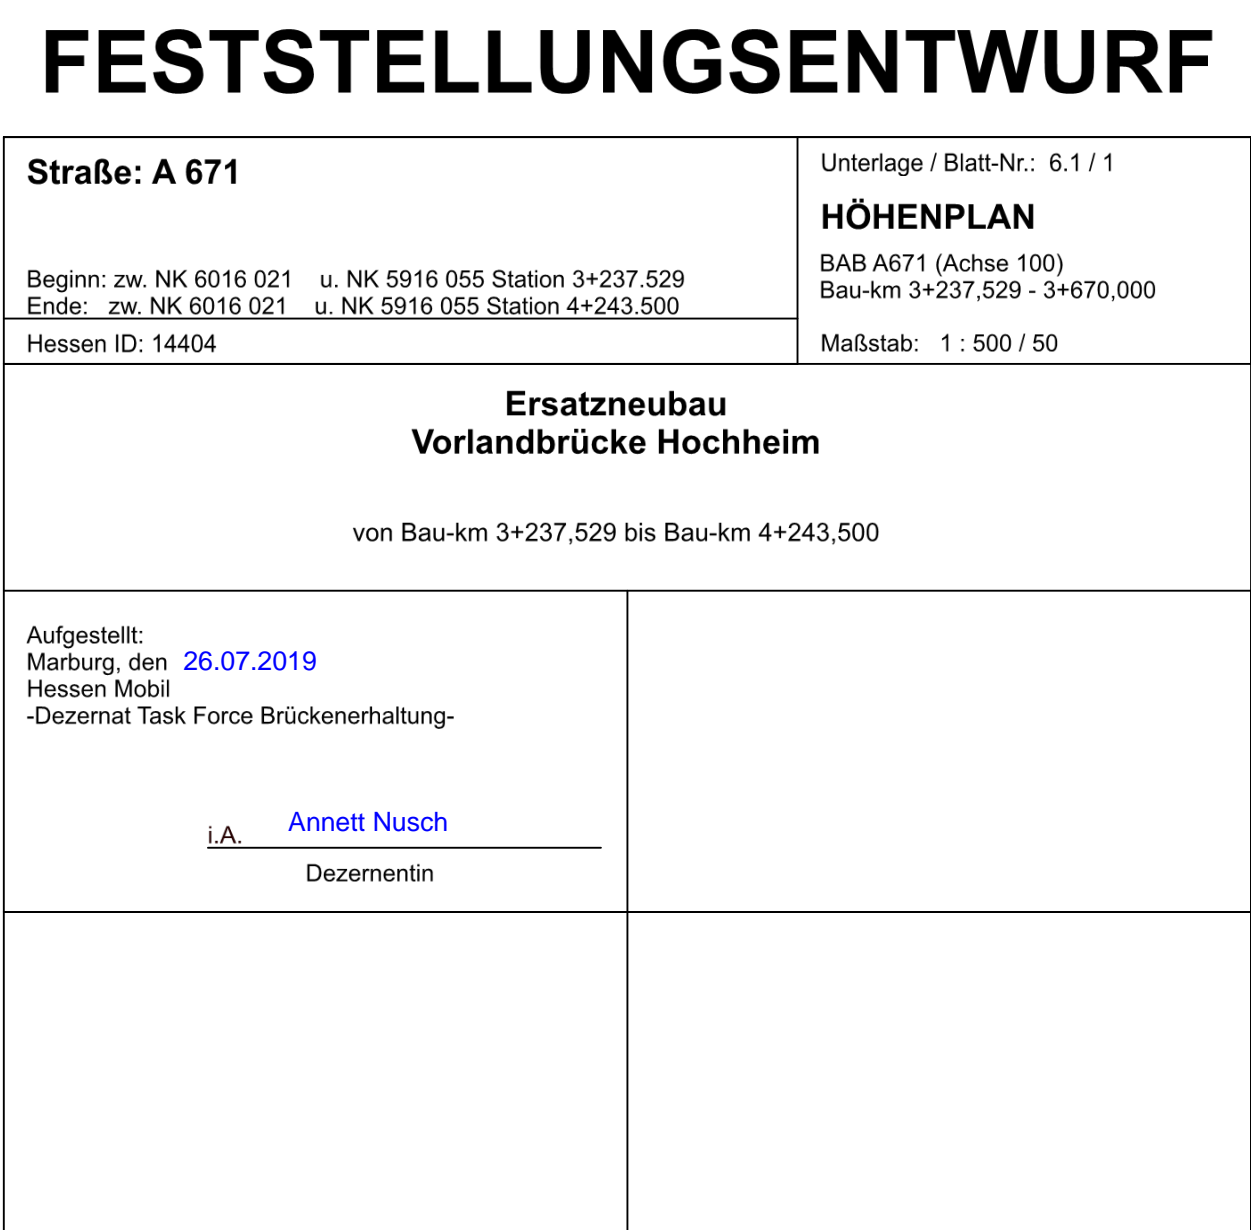 FESTSTELLUNGSENTWURF
Straße: A 671
Beginn: zw. NK 6016 021 u. NK 5916 055 Station 3+237.529
Ende: zw. NK 6016 021 u. NK 5916 055 Station 4+243.500
Hessen ID: 14404
Unterlage / Blatt-Nr.: 6.1 / 1
HÖHENPLAN
BAB A671 (Achse 100)
Bau-km 3+237,529 - 3+670,000
Maßstab: 1 : 500 / 50
Ersatzneubau
Vorlandbrücke Hochheim
von Bau-km 3+237,529 bis Bau-km 4+243,500
Aufgestellt:
Marburg, den 26.07.2019
Hessen Mobil
-Dezernat Task Force Brückenerhaltung-
i.A. Annett Nusch
Dezernentin